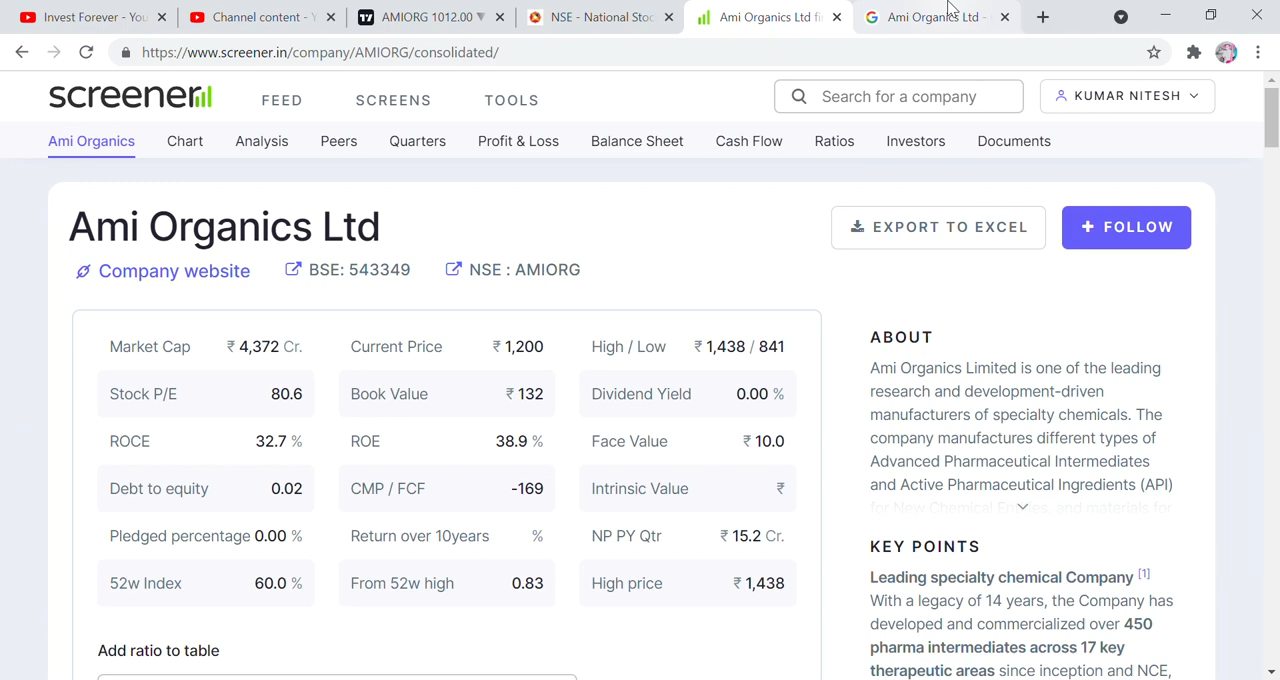 Invest Forever - You
Channel content - Y
AMIORG 1012.00 ▼
NSE - National Stoc
Ami Organics Ltd fi
Ami Organics Ltd -
https://www.screener.in/company/AMIORG/consolidated/
screener
FEED
SCREENS
TOOLS
Search for a company
KUMAR NITESH
Ami Organics
Chart
Analysis
Peers
Quarters
Profit & Loss
Balance Sheet
Cash Flow
Ratios
Investors
Documents
Ami Organics Ltd
EXPORT TO EXCEL
+ FOLLOW
Company website
BSE: 543349
NSE : AMIORG
Market Cap ₹ 4,372 Cr.
Current Price ₹ 1,200
High / Low ₹ 1,438 / 841
Stock P/E 80.6
Book Value ₹ 132
Dividend Yield 0.00 %
ROCE 32.7 %
ROE 38.9 %
Face Value ₹ 10.0
Debt to equity 0.02
CMP / FCF -169
Intrinsic Value ₹
Pledged percentage 0.00 %
Return over 10years %
NP PY Qtr ₹ 15.2 Cr.
52w Index 60.0 %
From 52w high 0.83
High price ₹ 1,438
Add ratio to table
ABOUT
Ami Organics Limited is one of the leading
research and development-driven
manufacturers of specialty chemicals. The
company manufactures different types of
Advanced Pharmaceutical Intermediates
and Active Pharmaceutical Ingredients (API)
for New Chemical Entities, and materials for
KEY POINTS
Leading specialty chemical Company [1]
With a legacy of 14 years, the Company has
developed and commercialized over 450
pharma intermediates across 17 key
therapeutic areas since inception and NCE,